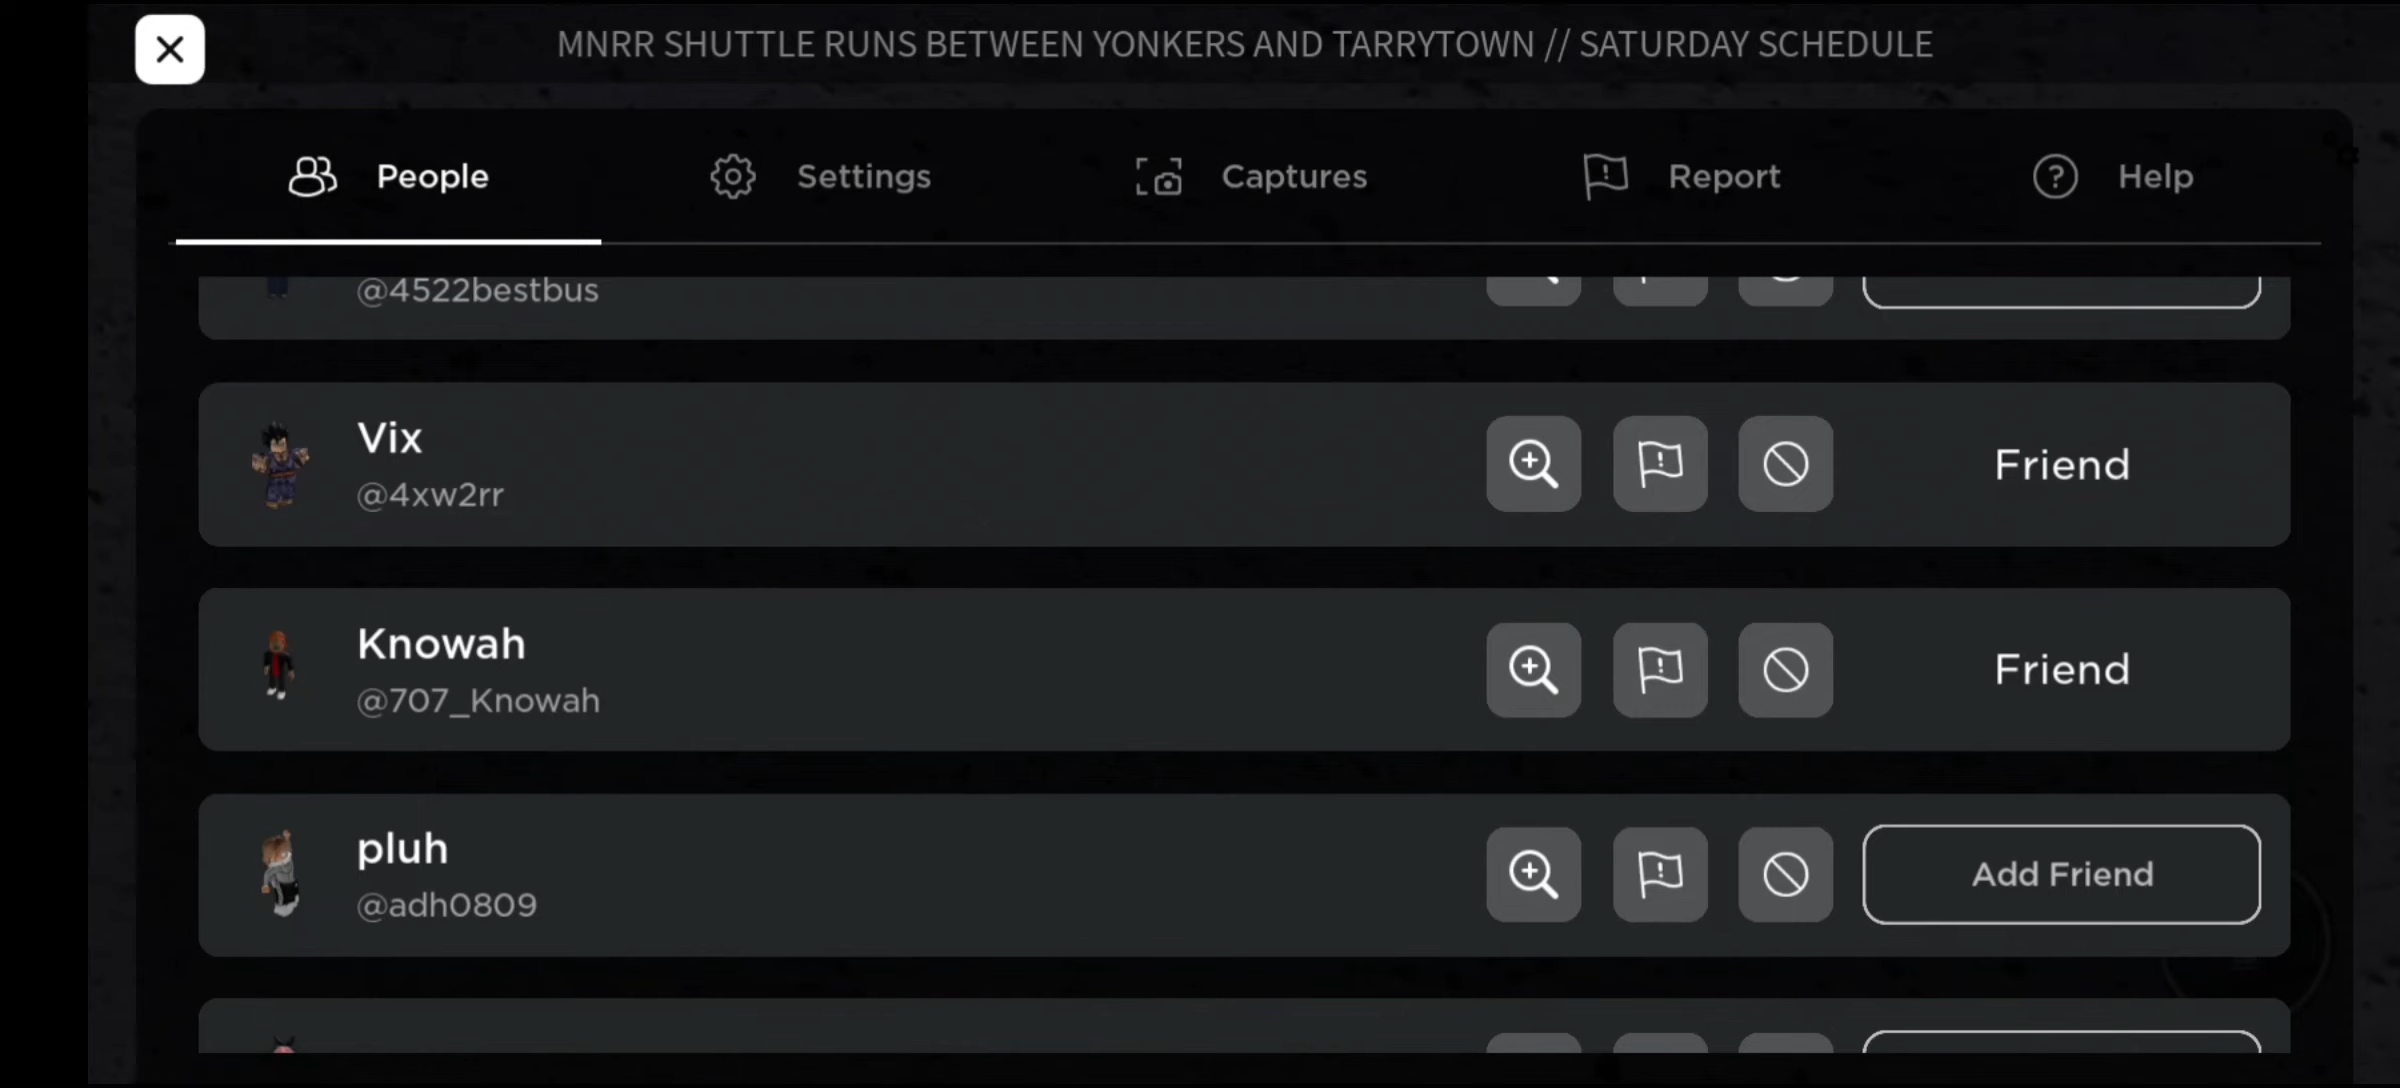 MNRR SHUTTLE RUNS BETWEEN YONKERS AND TARRYTOWN // SATURDAY SCHEDULE
People
Settings
Captures
Report
Help
@4522bestbus
Vix
@4xw2rr
Friend
Knowah
@707_Knowah
Friend
pluh
@adh0809
Add Friend